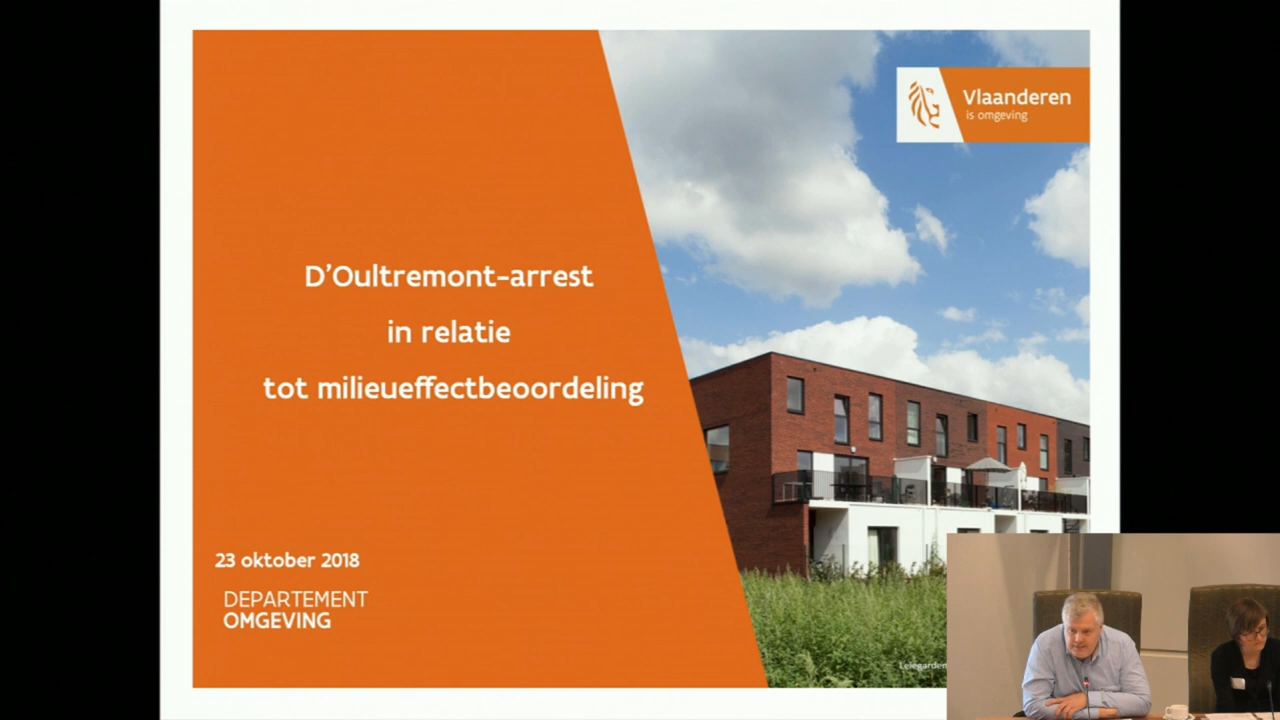 Vlaanderen
is omgeving
D'Oultremont-arrest
in relatie
tot milieueffectbeoordeling
23 oktober 2018
DEPARTEMENT
OMGEVING